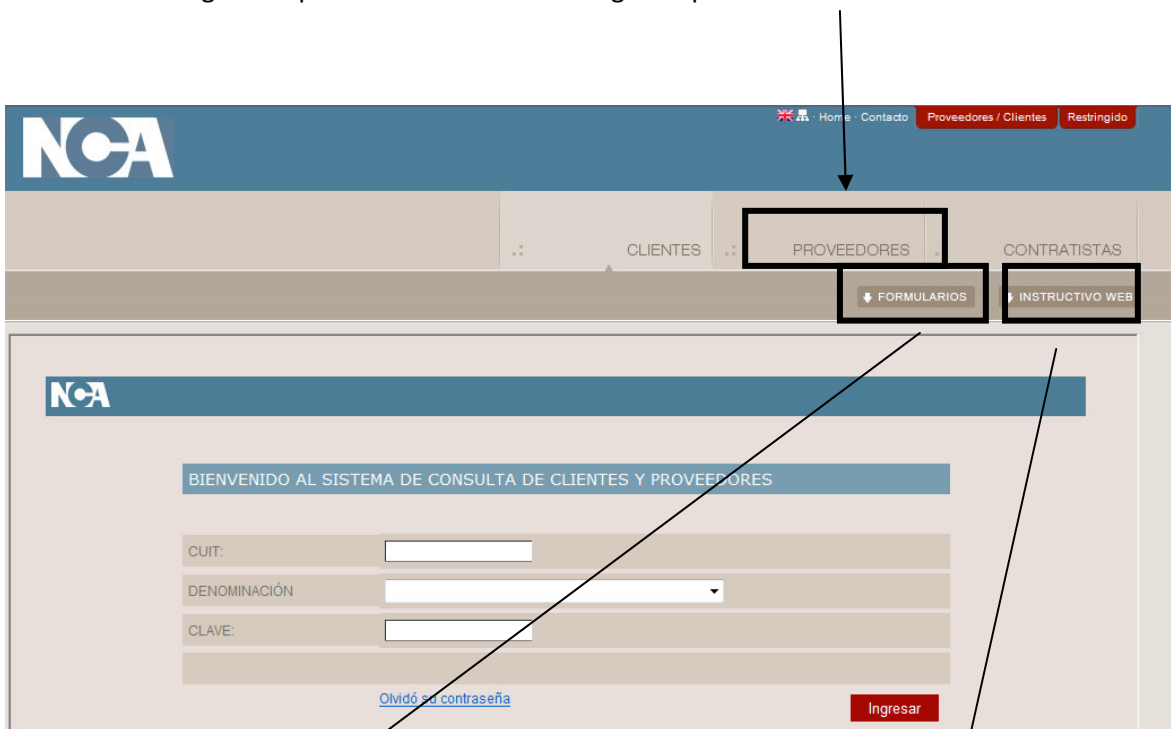 NCA
· Home · Contacto Proveedores / Clientes Restringido
.: CLIENTES .: PROVEEDORES . CONTRATISTAS
FORMULARIOS INSTRUCTIVO WEB
NCA
BIENVENIDO AL SISTEMA DE CONSULTA DE CLIENTES Y PROVEEDORES
CUIT:
DENOMINACIÓN
CLAVE:
Olvidó su contraseña
Ingresar